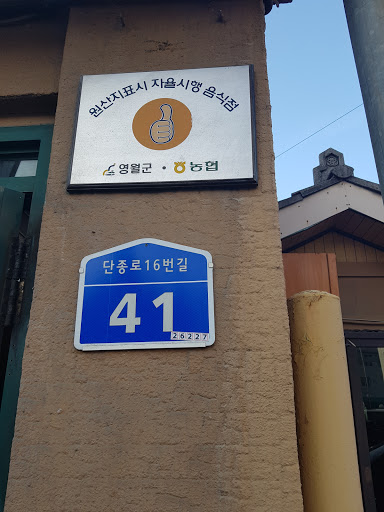 원산지표시 자율시행 음식점
영월군 · 농협
단종로16번길
41
26227